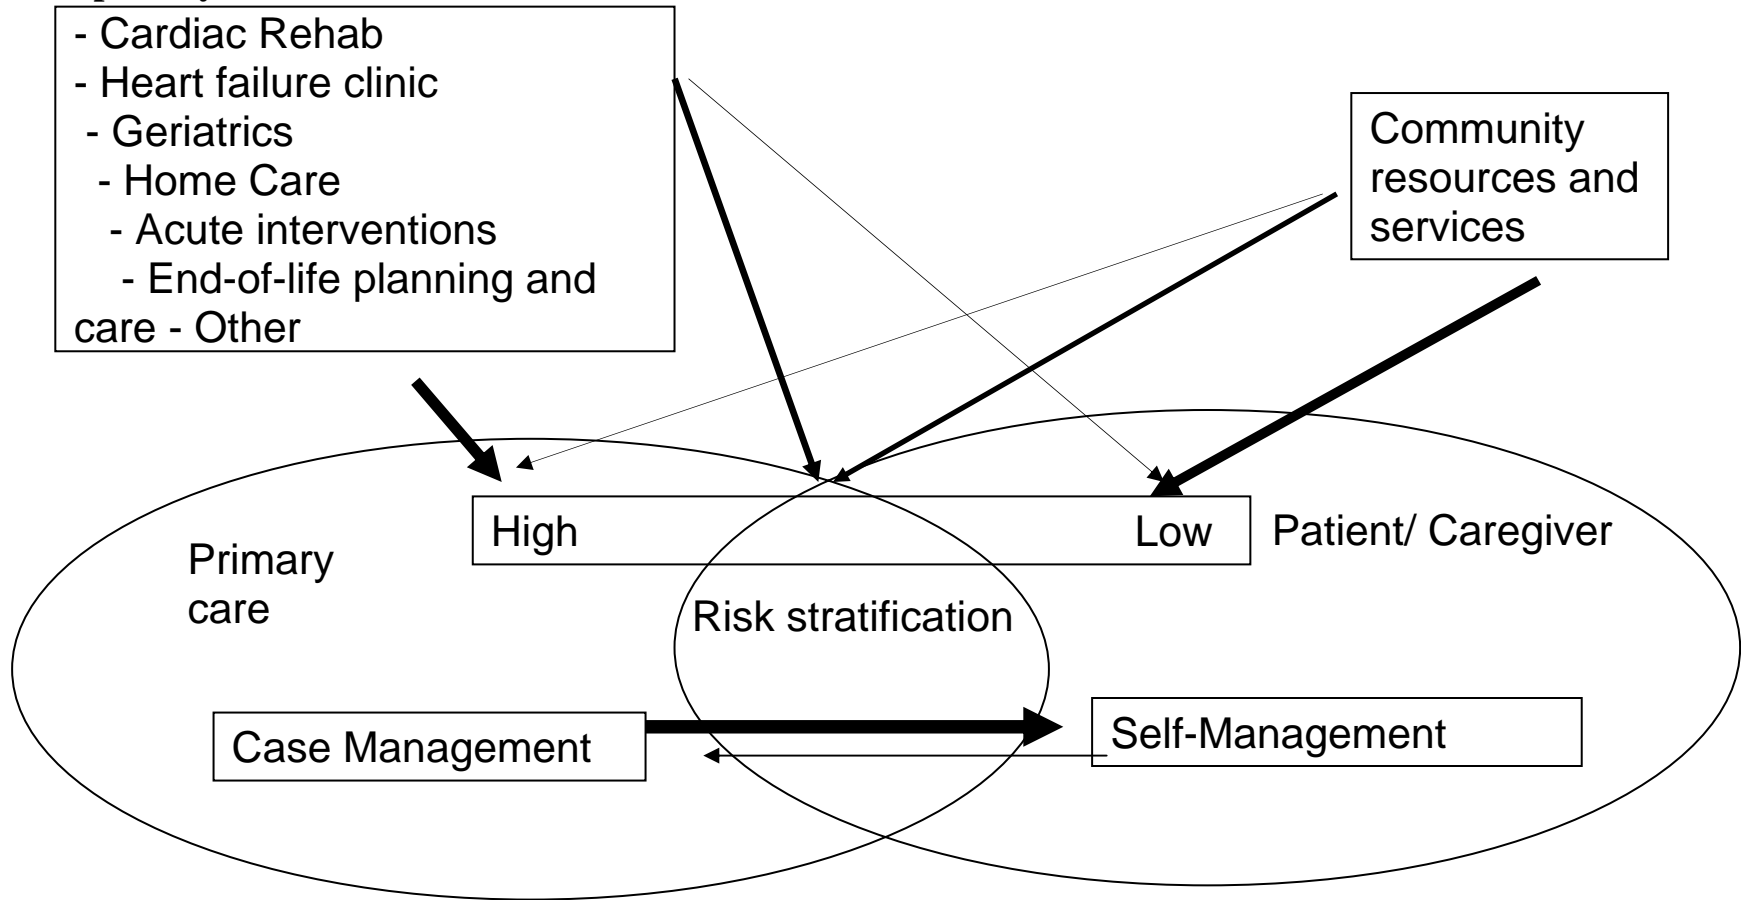 - Cardiac Rehab
- Heart failure clinic
- Geriatrics
- Home Care
- Acute interventions
- End-of-life planning and
care - Other
Community
resources and
services
High Low
Patient/ Caregiver
Primary
care
Risk stratification
Case Management
Self-Management